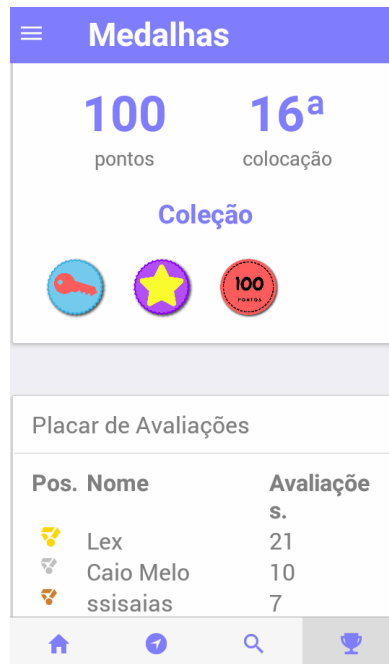 Medalhas
100 16ª
pontos colocação
Coleção
100
PONTOS
Placar de Avaliações
Pos. Nome Avaliaçõe
s.
Lex 21
Caio Melo 10
ssisaias 7